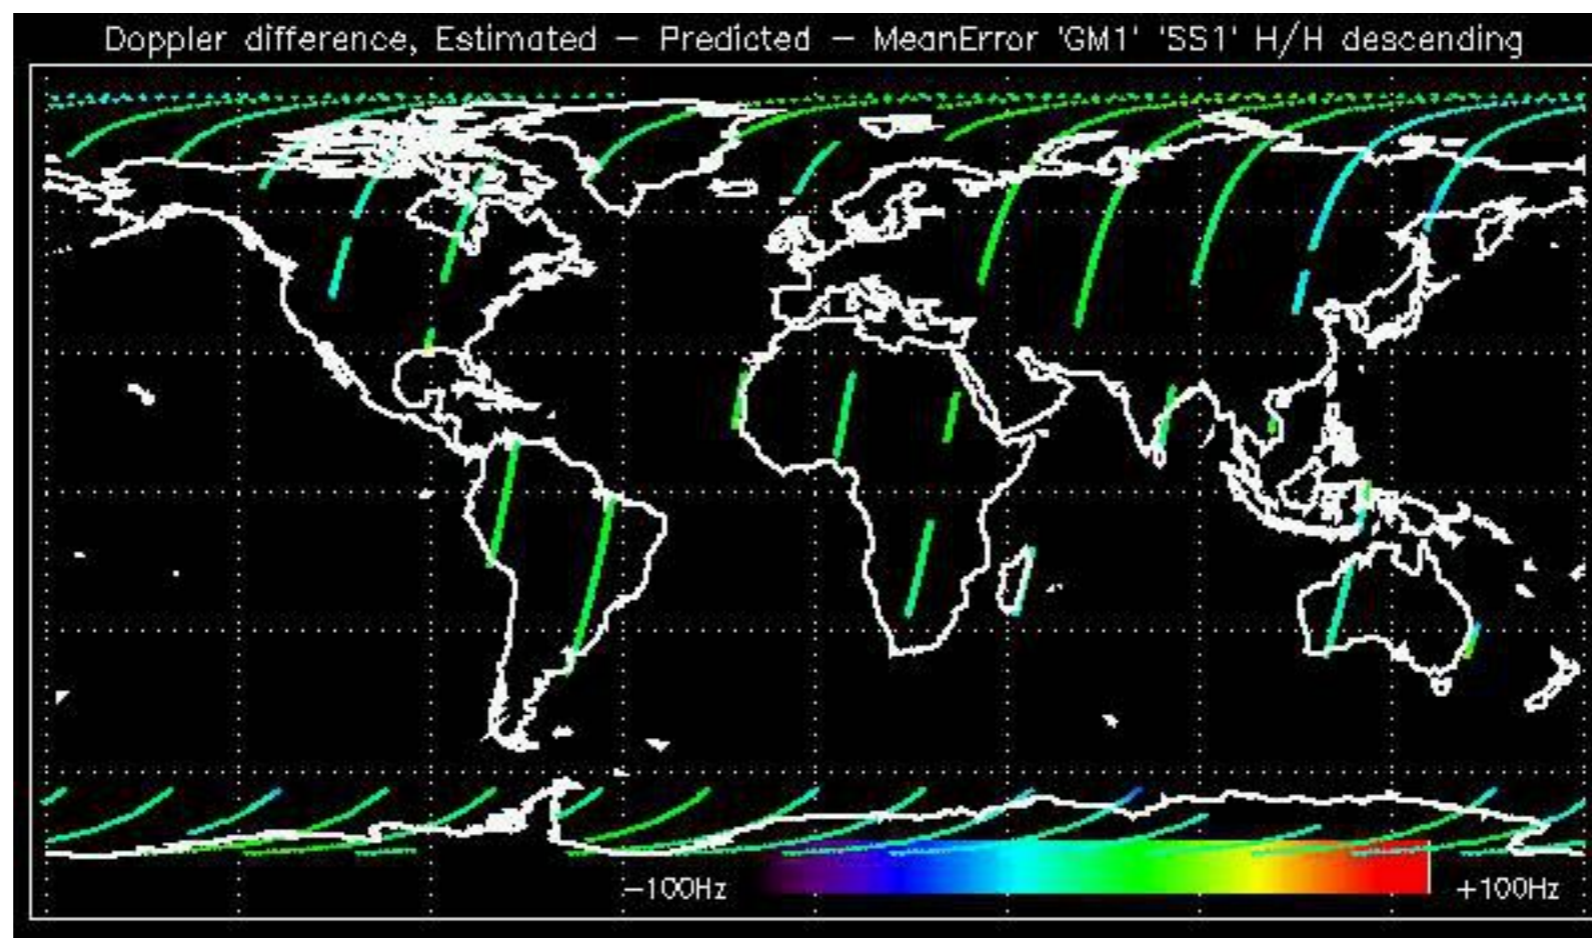 Doppler difference, Estimated - Predicted - MeanError 'GM1' 'SS1' H/H descending
-100Hz
+100Hz